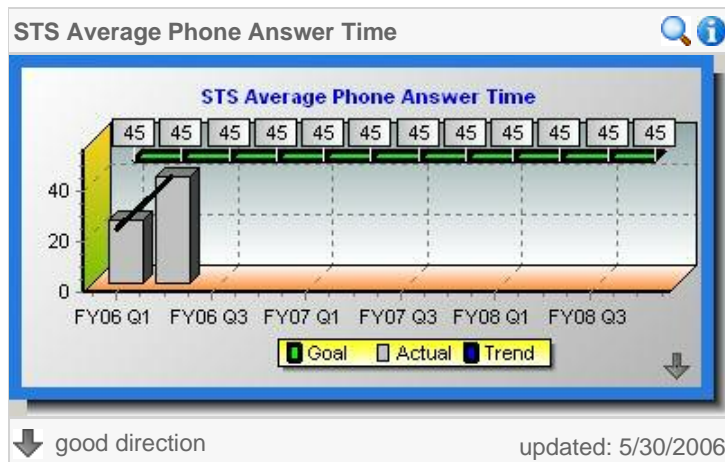 STS Average Phone Answer Time
STS Average Phone Answer Time
45 45 45 45 45 45 45 45 45 45 45 45
40
20
0
FY06 Q1 FY06 Q3 FY07 Q1 FY07 Q3 FY08 Q1 FY08 Q3
Goal Actual Trend
good direction updated: 5/30/2006